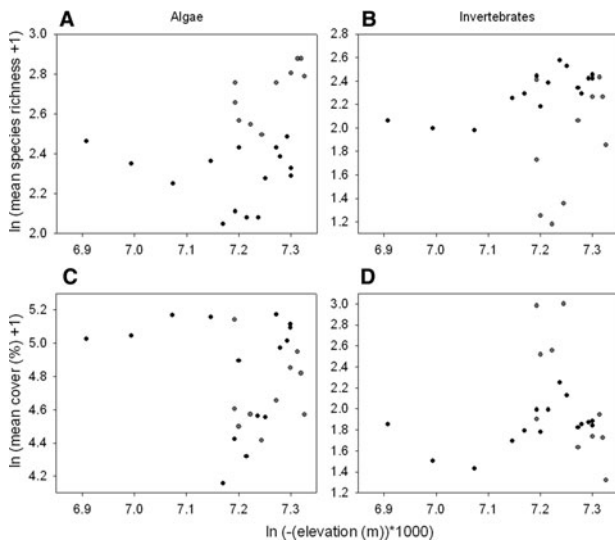 A Algae
B Invertebrates
ln (mean species richness +1)
3.0
2.8
2.6
2.4
2.2
2.0
6.9 7.0 7.1 7.2 7.3
2.8
2.6
2.4
2.2
2.0
1.8
1.6
1.4
1.2
6.9 7.0 7.1 7.2 7.3
C
D
ln (mean cover (%) +1)
5.2
5.0
4.8
4.6
4.4
4.2
6.9 7.0 7.1 7.2 7.3
3.0
2.8
2.6
2.4
2.2
2.0
1.8
1.6
1.4
1.2
6.9 7.0 7.1 7.2 7.3
ln (-(elevation (m))*1000)